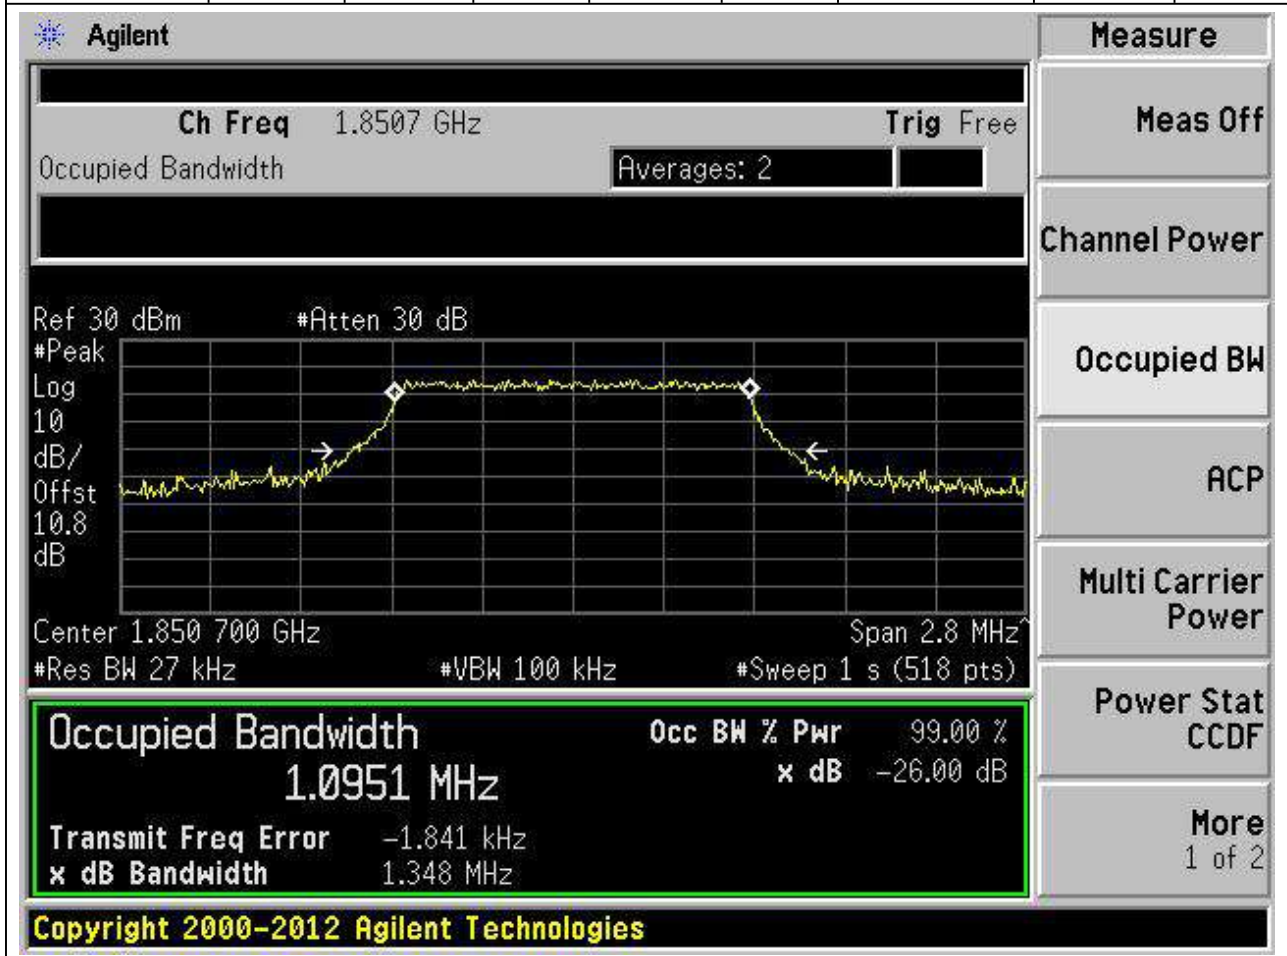 Agilent
Measure
Ch Freq 1.8507 GHz Trig Free
Occupied Bandwidth Averages: 2
Meas Off
Channel Power
Occupied BW
ACP
Multi Carrier
Power
Power Stat
CCDF
More
1 of 2
Ref 30 dBm #Atten 30 dB
#Peak
Log
10
dB/
Offst
10.8
dB
Center 1.850 700 GHz Span 2.8 MHz^
#Res BW 27 kHz #VBW 100 kHz #Sweep 1 s (518 pts)
Occupied Bandwidth Occ BW % Pwr 99.00 %
1.0951 MHz x dB -26.00 dB
Transmit Freq Error -1.841 kHz
x dB Bandwidth 1.348 MHz
Copyright 2000-2012 Agilent Technologies